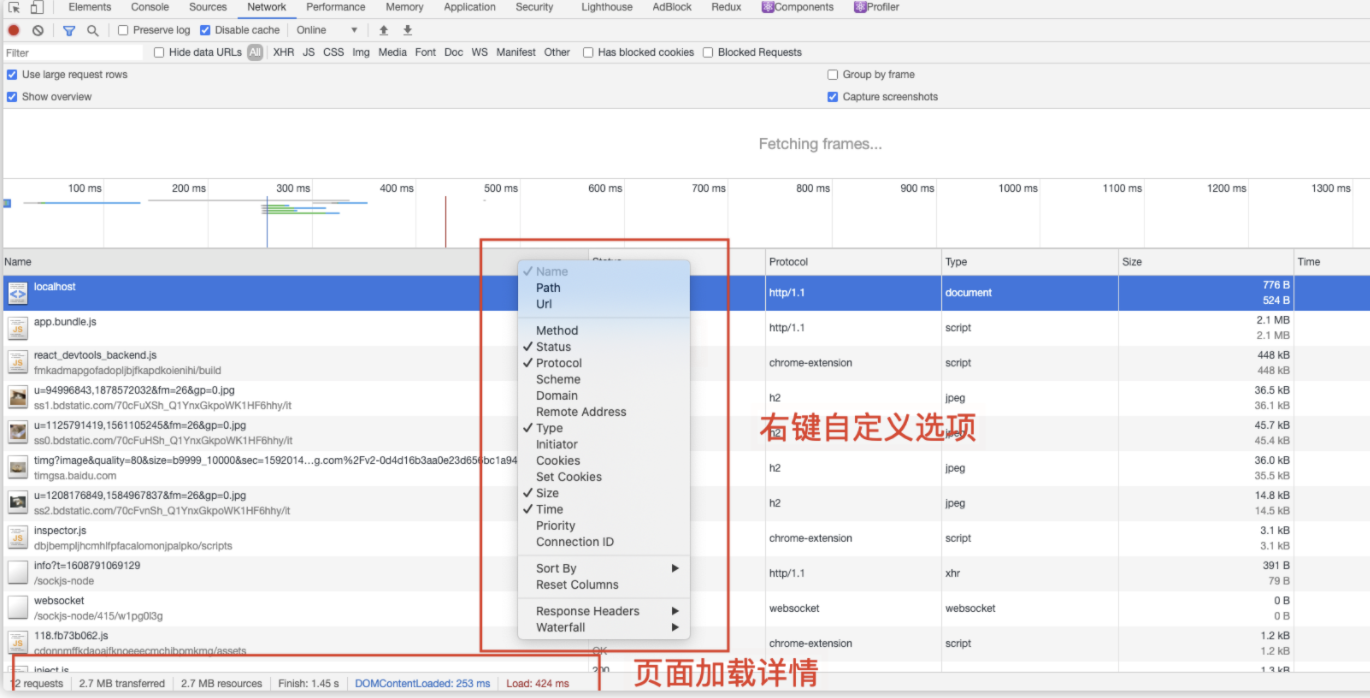 Elements Console Sources Network Performance Memory Application Security Lighthouse AdBlock Redux Components Profiler
Preserve log Disable cache Online
Filter Hide data URLs All XHR JS CSS Img Media Font Doc WS Manifest Other Has blocked cookies Blocked Requests
Use large request rows Group by frame
Show overview Capture screenshots
Fetching frames...
100 ms 200 ms 300 ms 400 ms 500 ms 600 ms 700 ms 800 ms 900 ms 1000 ms 1100 ms 1200 ms 1300 ms
Name Status Protocol Type Size Time
localhost http/1.1 document 776 B
524 B
app.bundle.js http/1.1 script 2.1 MB
2.1 MB
react_devtools_backend.js chrome-extension script 448 kB
fmkadmapgofadopljbjfkapdkoienihi/build 448 kB
u=94996843,1878572032&fm=26&gp=0.jpg h2 jpeg 36.5 kB
ss1.bdstatic.com/70cFuXSh_Q1YnxGkpoWK1HF6hhy/it 36.1 kB
u=1125791419,1561105245&fm=26&gp=0.jpg h2 jpeg 45.7 kB
ss0.bdstatic.com/70cFuHSh_Q1YnxGkpoWK1HF6hhy/it 45.4 kB
timg?image&quality=80&size=b9999_10000&sec=1592014...g.com%2Fv2-0d4d16b3aa0e23d656bc1a94 h2 jpeg 36.0 kB
timgsa.baidu.com 35.5 kB
u=1208176849,1584967837&fm=26&gp=0.jpg h2 jpeg 14.8 kB
ss2.bdstatic.com/70cFvnSh_Q1YnxGkpoWK1HF6hhy/it 14.5 kB
inspector.js chrome-extension script 3.1 kB
dbjbempljhcmhlfpfacalomonjpalpko/scripts 3.1 kB
info?t=1608791069129 http/1.1 xhr 391 B
/sockjs-node 79 B
websocket websocket websocket 0 B
/sockjs-node/415/w1pg0l3g 0 B
118.fb73b062.js chrome-extension script 1.2 kB
OK 1.2 kB
inject.js 200 1.3 kB
✓ Name
Path
Url
Method
✓ Status
✓ Protocol
Scheme
Domain
Remote Address
✓ Type
Initiator
Cookies
Set Cookies
✓ Size
✓ Time
Priority
Connection ID
Sort By
Reset Columns
Response Headers
Waterfall
右键自定义选项
页面加载详情
12 requests 2.7 MB transferred 2.7 MB resources Finish: 1.45 s DOMContentLoaded: 253 ms Load: 424 ms